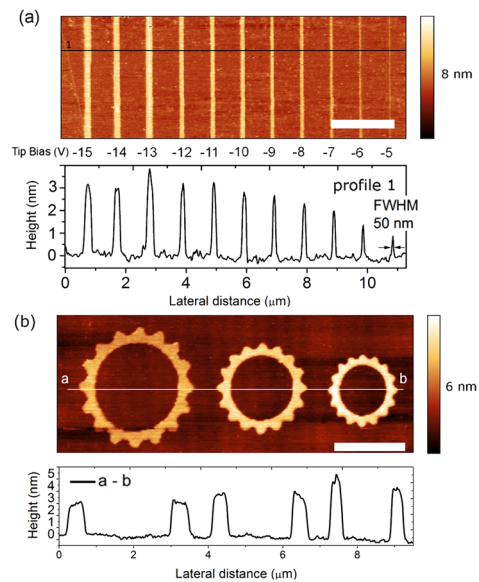 (a)
1
8 nm
Tip Bias (V) -15 -14 -13 -12 -11 -10 -9 -8 -7 -6 -5
Height (nm)
3
2
1
0
profile 1
FWHM
50 nm
0 2 4 6 8 10
Lateral distance (μm)
(b)
a
b
6 nm
Height (nm)
5
4
3
2
1
0
a - b
0 2 4 6 8
Lateral distance (μm)